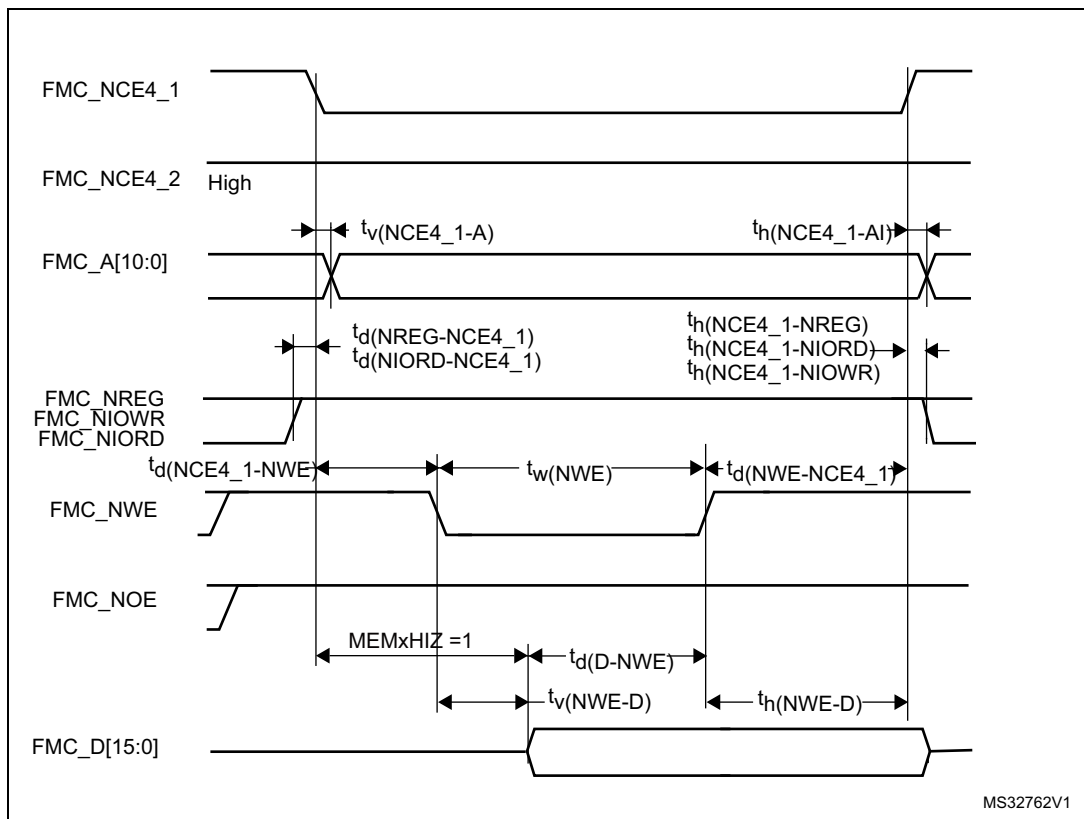 FMC_NCE4_1
FMC_NCE4_2 High
tv(NCE4_1-A) th(NCE4_1-AI)
FMC_A[10:0]
td(NREG-NCE4_1) th(NCE4_1-NREG)
td(NIORD-NCE4_1) th(NCE4_1-NIORD)
th(NCE4_1-NIOWR)
FMC_NREG
FMC_NIOWR
FMC_NIORD
td(NCE4_1-NWE) tw(NWE) td(NWE-NCE4_1)
FMC_NWE
FMC_NOE
MEMxHIZ =1
td(D-NWE)
tv(NWE-D) th(NWE-D)
FMC_D[15:0]
MS32762V1